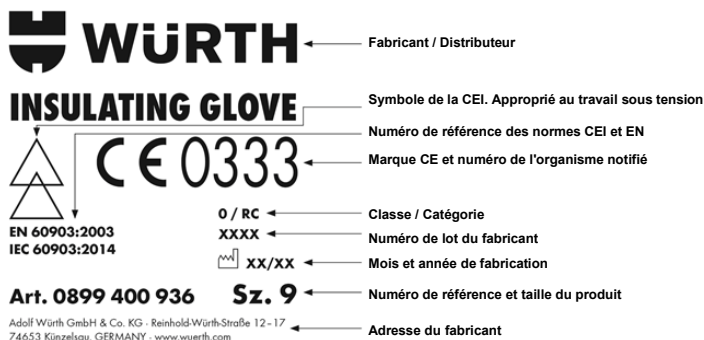 WÜRTH
Fabricant / Distributeur
INSULATING GLOVE
Symbole de la CEI. Approprié au travail sous tension
Numéro de référence des normes CEI et EN
CE 0333
Marque CE et numéro de l'organisme notifié
EN 60903:2003
IEC 60903:2014
0 / RC
Classe / Catégorie
XXXX
Numéro de lot du fabricant
XX/XX
Mois et année de fabrication
Art. 0899 400 936 Sz. 9
Numéro de référence et taille du produit
Adolf Würth GmbH & Co. KG · Reinhold-Würth-Straße 12–17
74653 Künzelsau, GERMANY · www.wuerth.com
Adresse du fabricant